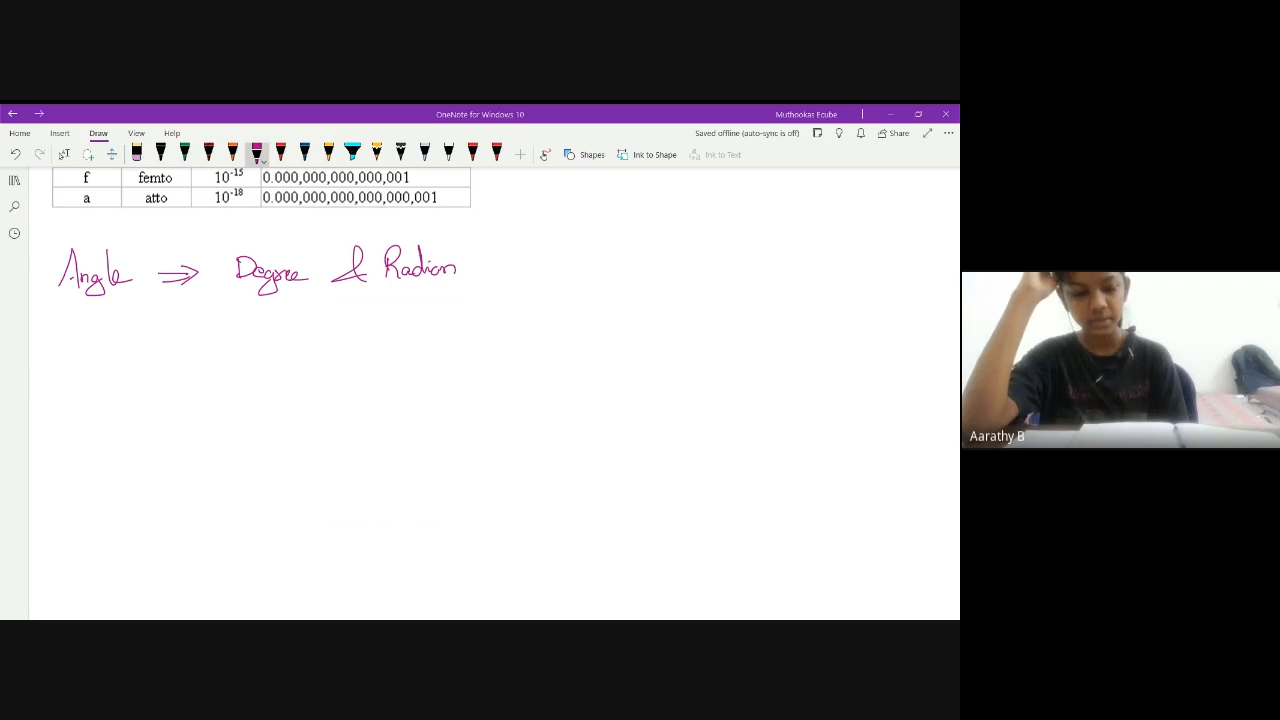 OneNote for Windows 10
Muthookas Ecube
Home Insert Draw View Help
Saved offline (auto-sync is off)
Share
Shapes
Ink to Shape
Ink to Text
f femto 10^-15 0.000,000,000,000,001
a atto 10^-18 0.000,000,000,000,000,001
Angle ⇒ Degree & Radian
Aarathy B